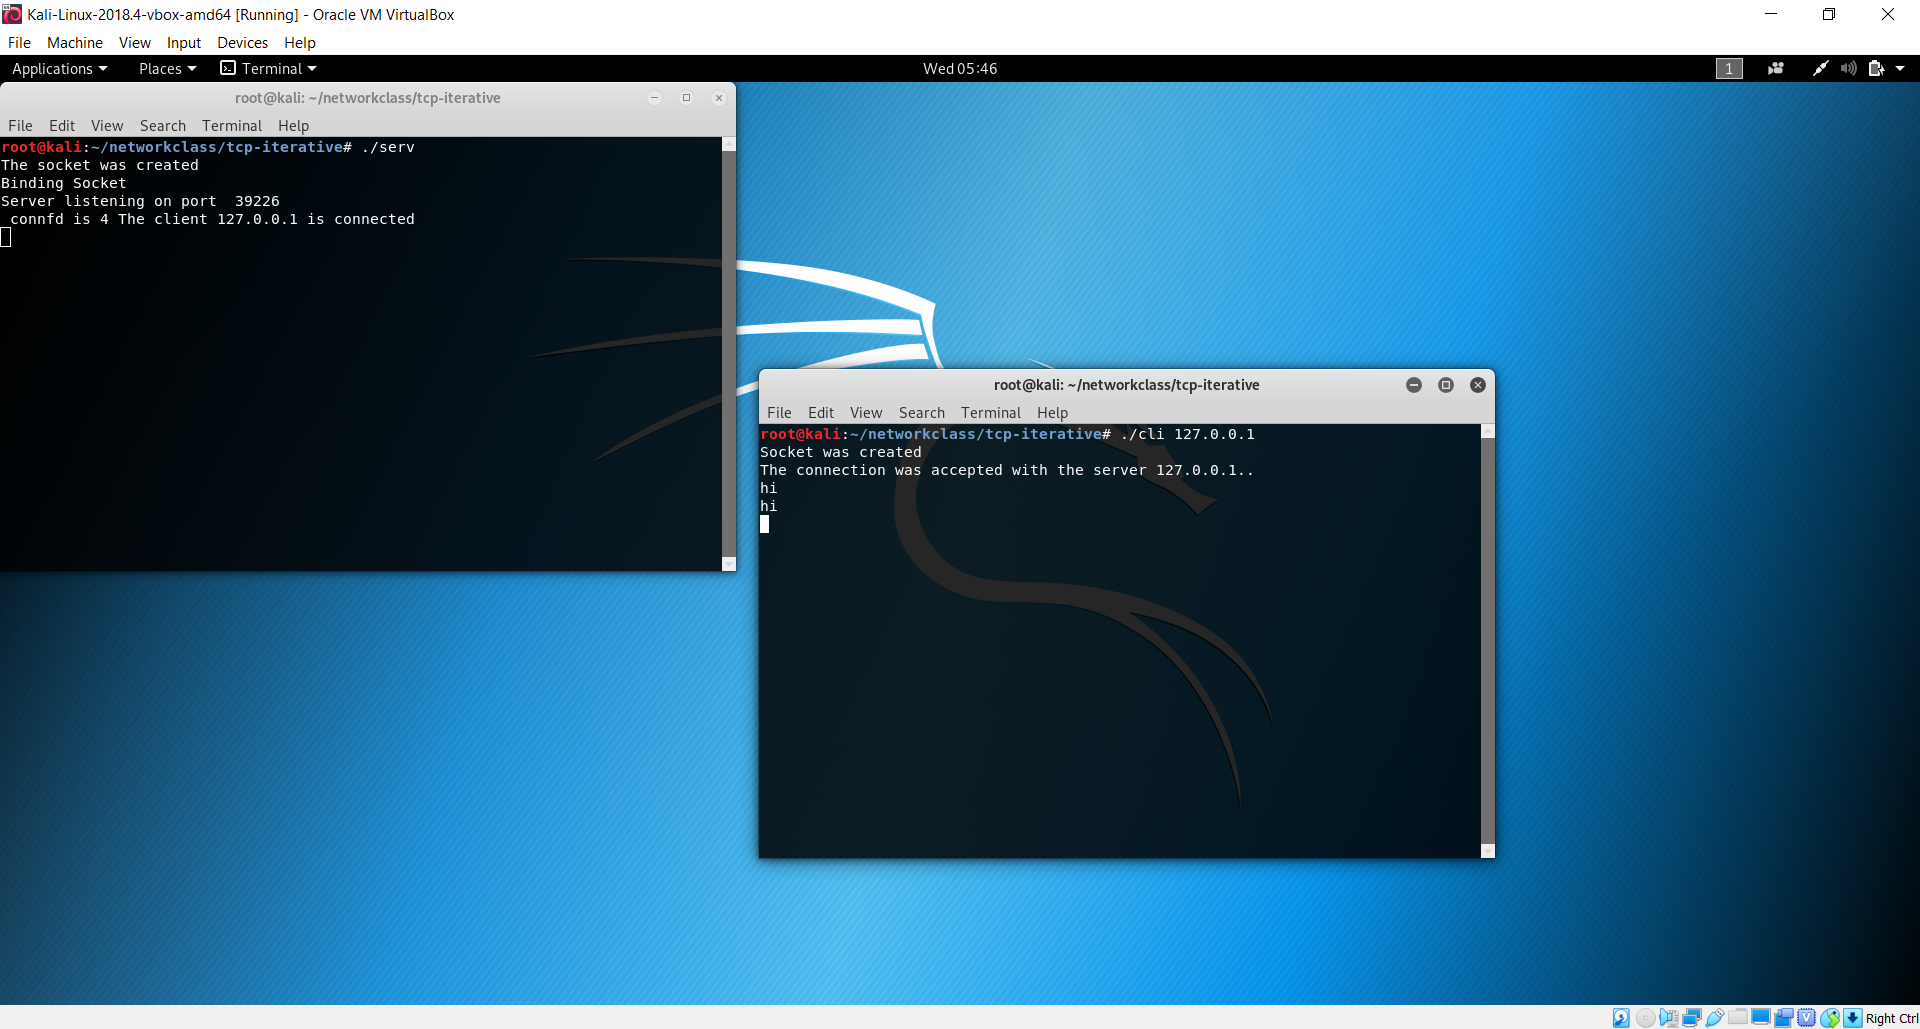 Kali-Linux-2018.4-vbox-amd64 [Running] - Oracle VM VirtualBox
File Machine View Input Devices Help
Applications Places Terminal Wed 05:46 1
root@kali: ~/networkclass/tcp-iterative
File Edit View Search Terminal Help
root@kali:~/networkclass/tcp-iterative# ./serv
The socket was created
Binding Socket
Server listening on port  39226
 connfd is 4 The client 127.0.0.1 is connected
root@kali: ~/networkclass/tcp-iterative
File Edit View Search Terminal Help
root@kali:~/networkclass/tcp-iterative# ./cli 127.0.0.1
Socket was created
The connection was accepted with the server 127.0.0.1..
hi
hi
Right Ctrl